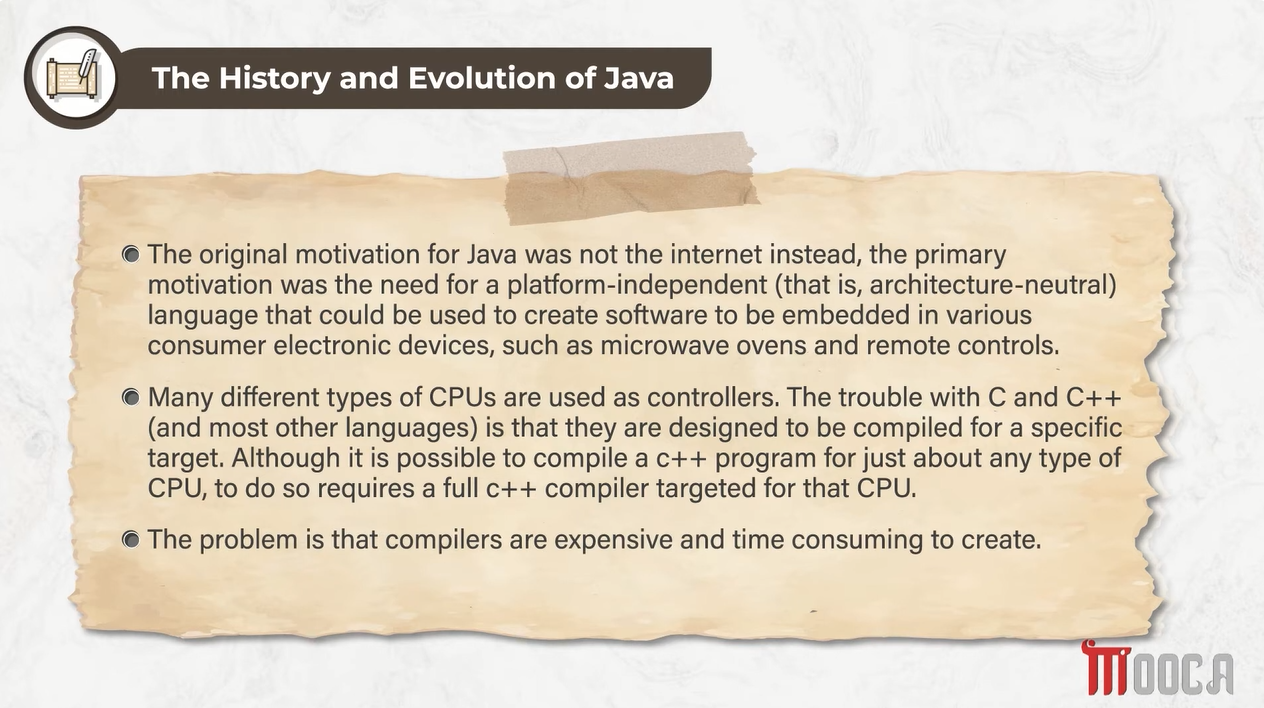 The History and Evolution of Java
The original motivation for Java was not the internet instead, the primary
motivation was the need for a platform-independent (that is, architecture-neutral)
language that could be used to create software to be embedded in various
consumer electronic devices, such as microwave ovens and remote controls.
Many different types of CPUs are used as controllers. The trouble with C and C++
(and most other languages) is that they are designed to be compiled for a specific
target. Although it is possible to compile a c++ program for just about any type of
CPU, to do so requires a full c++ compiler targeted for that CPU.
The problem is that compilers are expensive and time consuming to create.
MOOCA